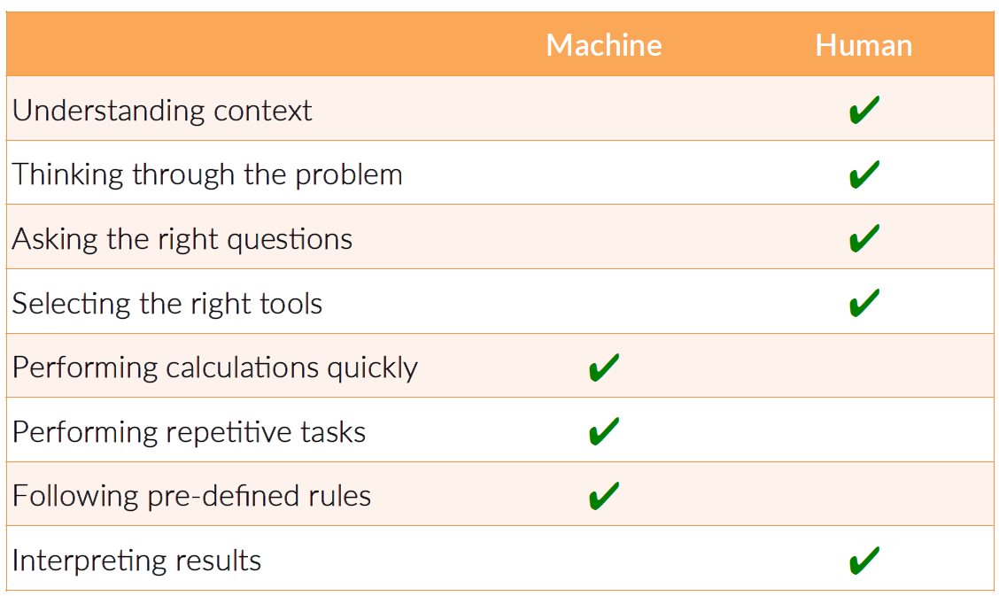 Machine Human
Understanding context ✔
Thinking through the problem ✔
Asking the right questions ✔
Selecting the right tools ✔
Performing calculations quickly ✔
Performing repetitive tasks ✔
Following pre-defined rules ✔
Interpreting results ✔